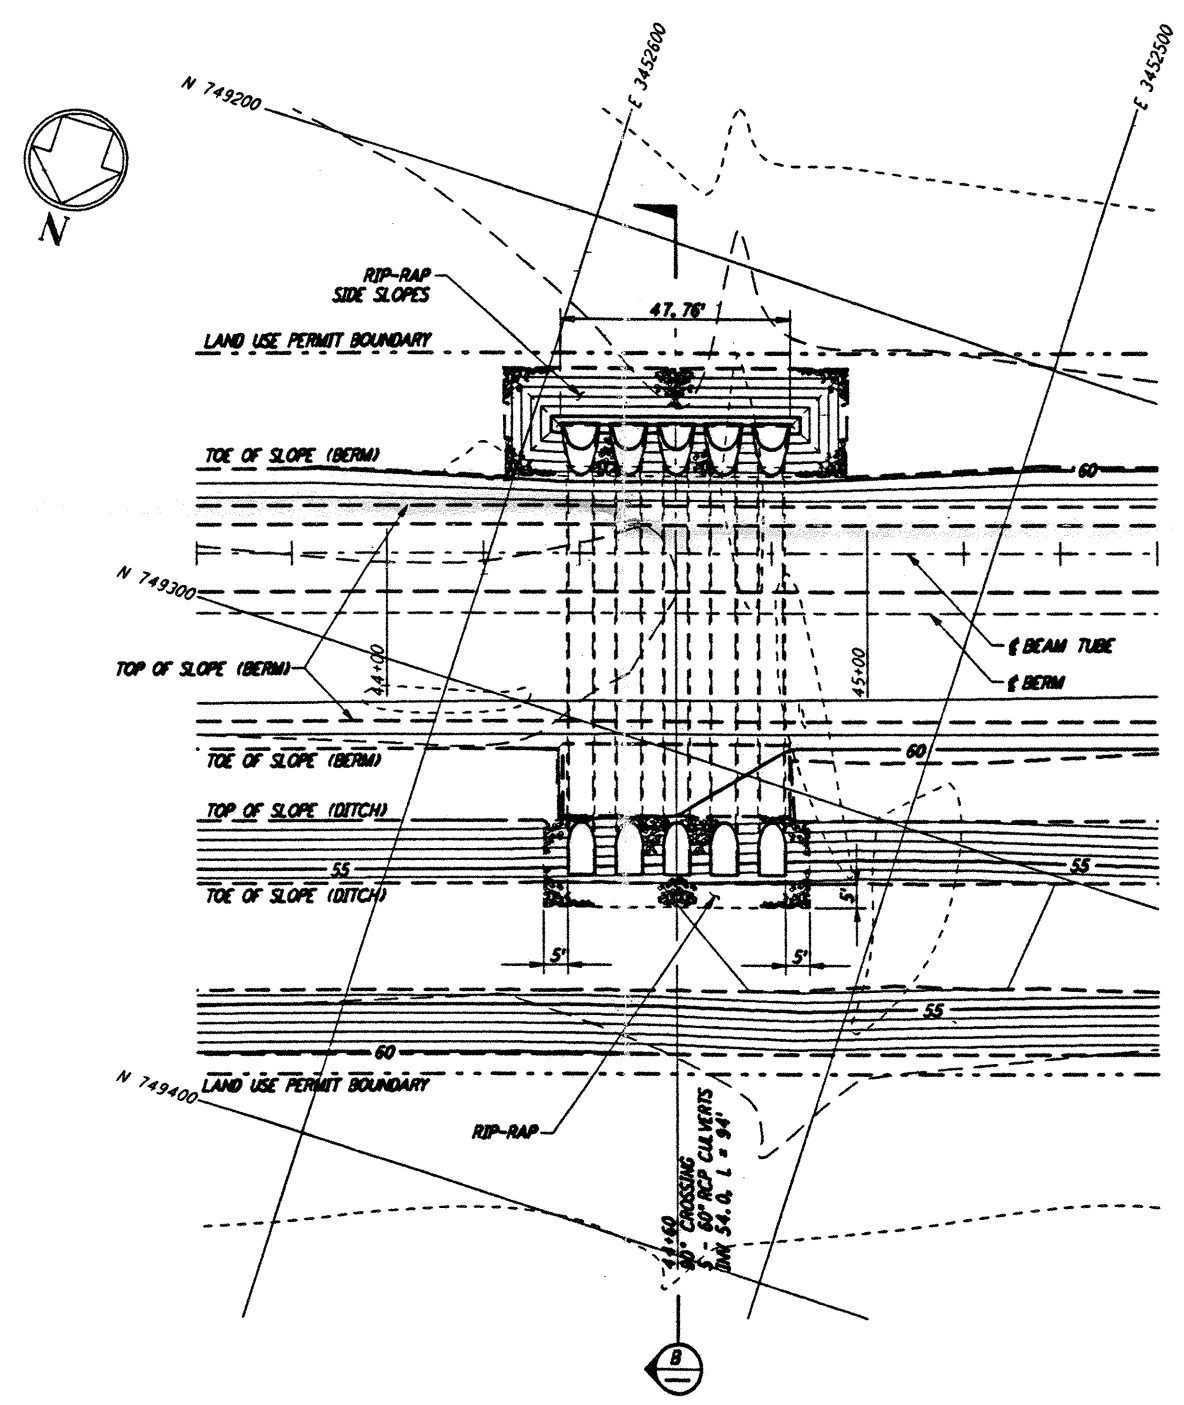 E 3452600
E 3452500
N 749200
N
RIP-RAP
SIDE SLOPES
47.76'
LAND USE PERMIT BOUNDARY
TOE OF SLOPE (BERM)
60
N 749300
TOP OF SLOPE (BERM)
44+00
45+00
℄ BEAM TUBE
℄ BERM
TOE OF SLOPE (BERM)
60
TOP OF SLOPE (DITCH)
55
55
TOE OF SLOPE (DITCH)
5'
5'
5'
55
60
N 749400
LAND USE PERMIT BOUNDARY
RIP-RAP
44+60
90° CROSSING
5 - 60" RCP CULVERTS
INV 54.0, L = 94'
B